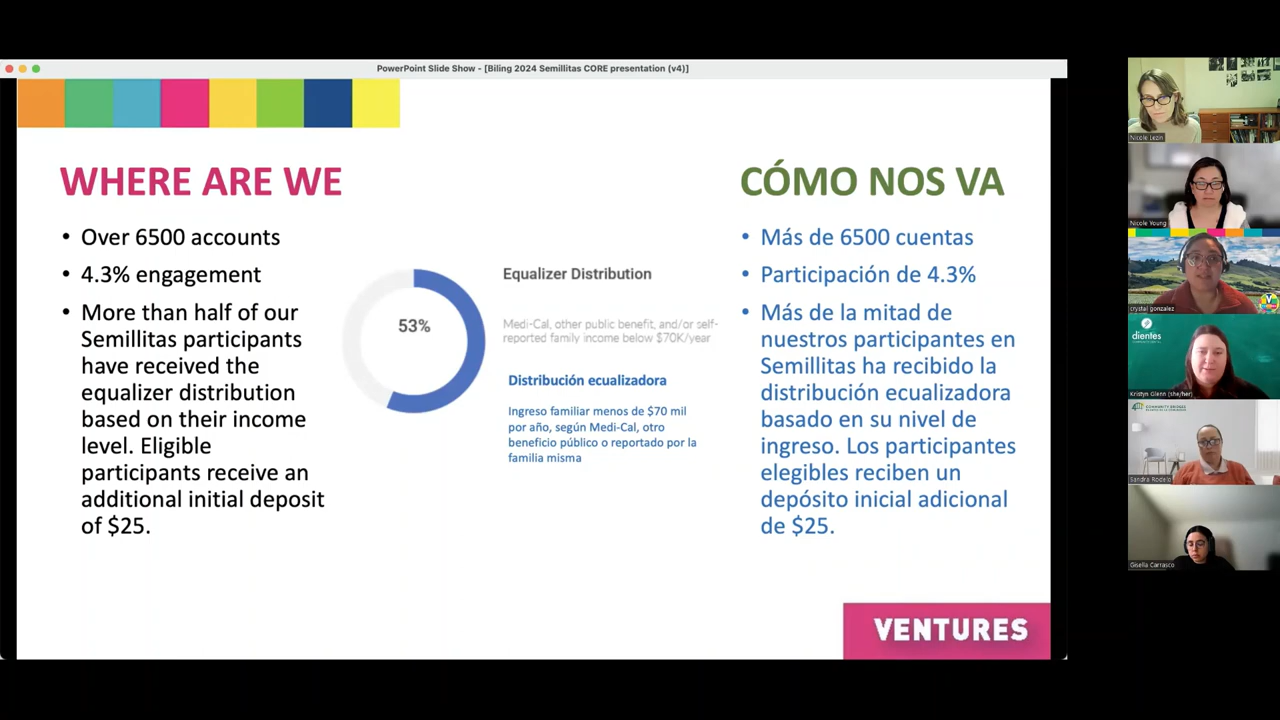 PowerPoint Slide Show - [Biling 2024 Semillitas CORE presentation (v4)]
WHERE ARE WE
• Over 6500 accounts
• 4.3% engagement
• More than half of our
Semillitas participants
have received the
equalizer distribution
based on their income
level. Eligible
participants receive an
additional initial deposit
of $25.
53%
Equalizer Distribution
Medi-Cal, other public benefit, and/or self-
reported family income below $70K/year
Distribución ecualizadora
Ingreso familiar menos de $70 mil
por año, según Medi-Cal, otro
beneficio público o reportado por la
familia misma
CÓMO NOS VA
• Más de 6500 cuentas
• Participación de 4.3%
• Más de la mitad de
nuestros participantes en
Semillitas ha recibido la
distribución ecualizadora
basado en su nivel de
ingreso. Los participantes
elegibles reciben un
depósito inicial adicional
de $25.
VENTURES
Nicole Lezin
Nicole Young
crystal gonzalez
dientes
Kristyn Glenn (she/her)
COMMUNITY BRIDGES
Gisella Carrasco